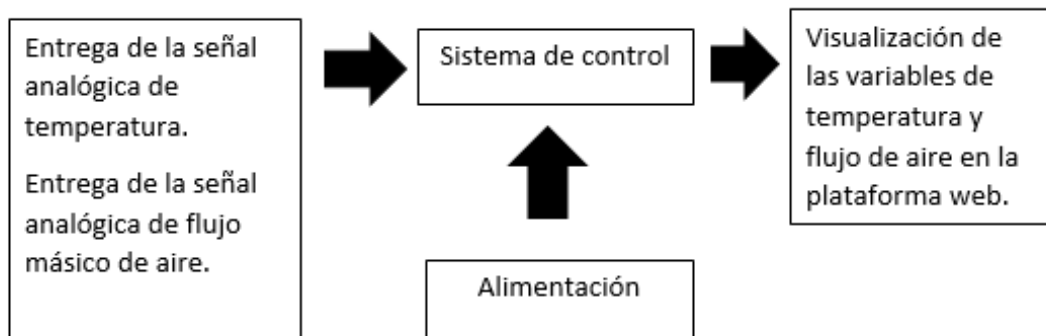 Entrega de la señal
analógica de
temperatura.
Entrega de la señal
analógica de flujo
másico de aire.
Sistema de control
Alimentación
Visualización de
las variables de
temperatura y
flujo de aire en la
plataforma web.